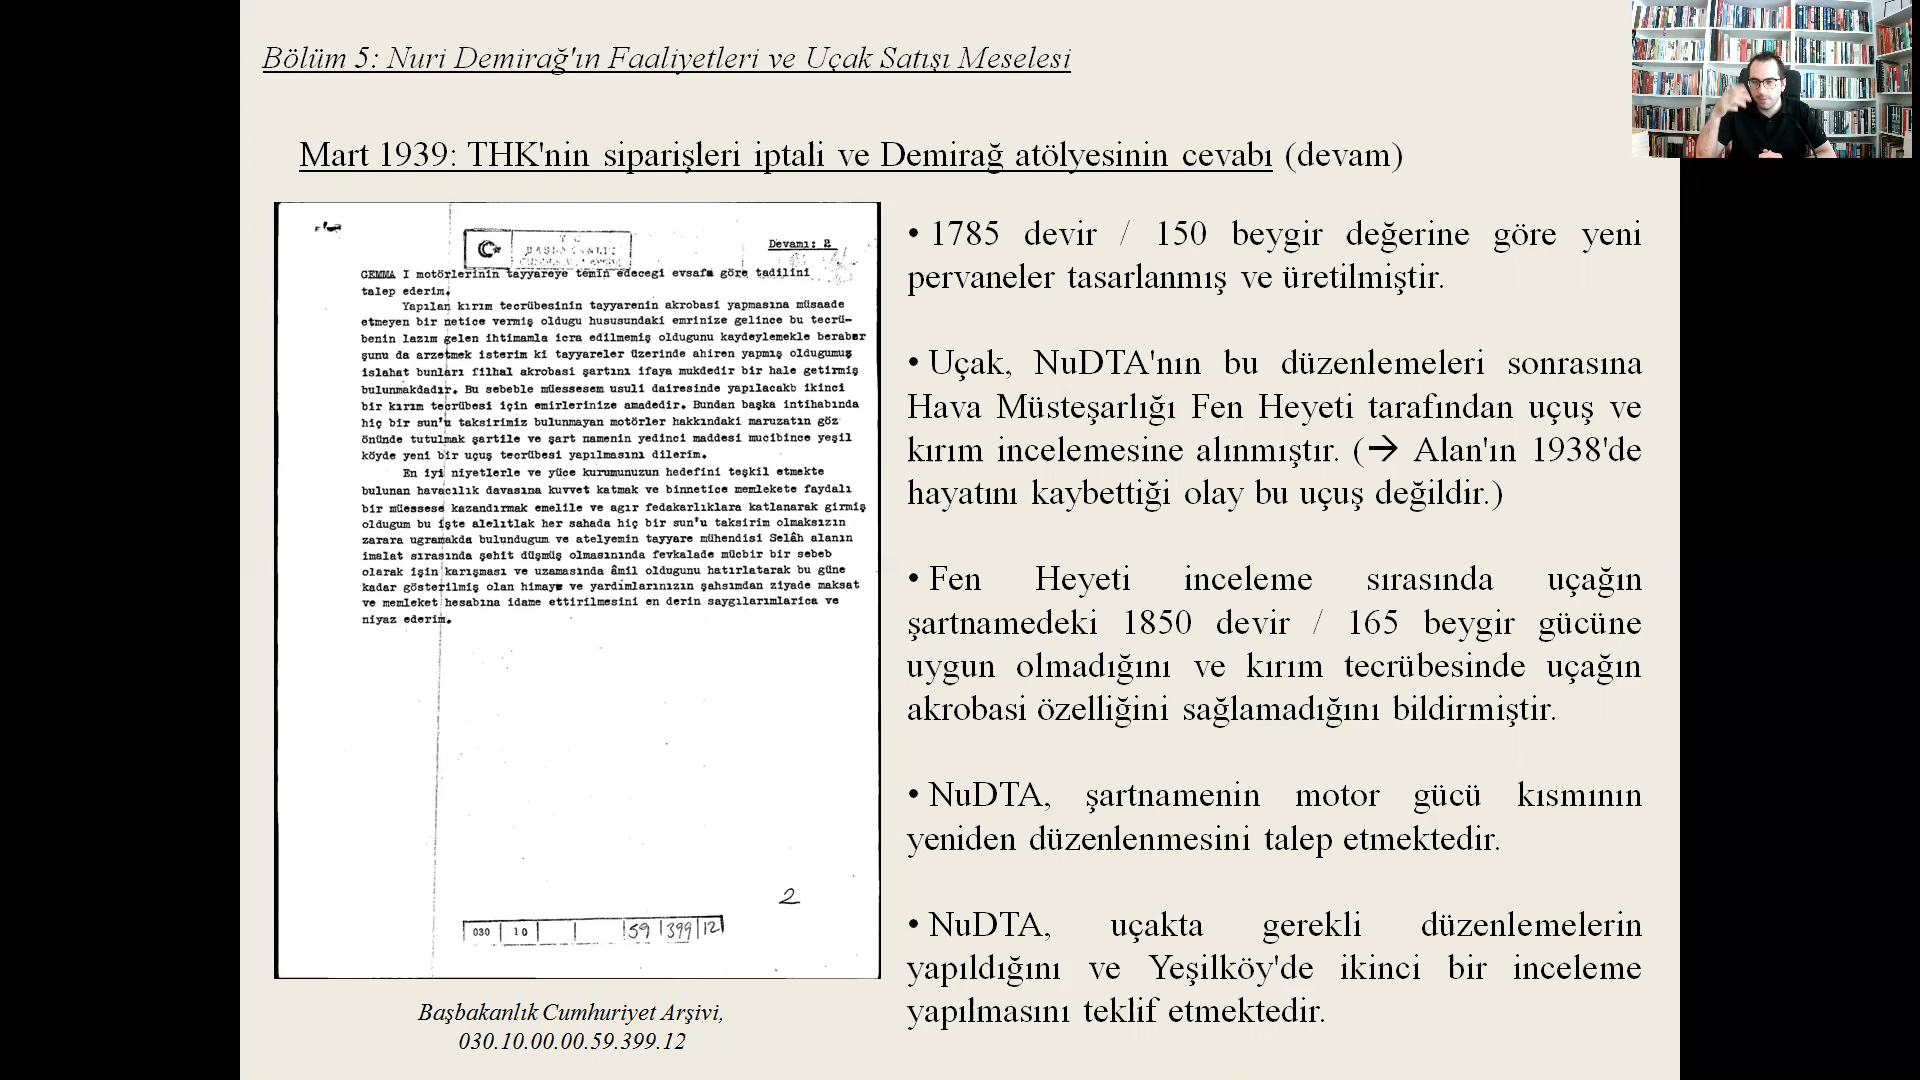 Bölüm 5: Nuri Demirağ'ın Faaliyetleri ve Uçak Satışı Meselesi
Mart 1939: THK'nin siparişleri iptali ve Demirağ atölyesinin cevabı (devam)
T C
BAŞBAKANLIK
Devamı: 2
GEMMA I motörlerinin tayyareye temin edecegi evsafa göre tadilini
talep ederim.
Yapılan kırım tecrübesinin tayyarenin akrobasi yapmasına müsaade
etmeyen bir netice vermiş oldugu hususundaki emrinize gelince bu tecrü-
benin lazım gelen ihtimamla icra edilmemiş oldugunu kaydeylemekle beraber
şunu da arzetmek isterim ki tayyareler üzerinde ahiren yapmış oldugumuş
islahat bunları filhal akrobasi şartını ifaya mukdedir bir hale getirmiş
bulunmakdadır. Bu sebeble müessesem usuli dairesinde yapılacakb ikinci
bir kırım tecrübesi için emirlerinize amadedir. Bundan başka intihabında
hiç bir sun'u taksirimiz bulunmayan motörler hakkındaki maruzatın göz
önünde tutulmak şartile ve şart namenin yedinci maddesi mucibince yeşil
köyde yeni bir uçuş tecrübesi yapılmasını dilerim.
En iyi niyetlerle ve yüce kurumunuzun hedefini teşkil etmekte
bulunan havacılık davasına kuvvet katmak ve binnetice memlekete faydalı
bir müessese kazandırmak emelile ve agır fedakarlıklara katlanarak girmiş
oldugum bu işte alelıtlak her sahada hiç bir sun'u taksirim olmaksızın
zarara ugramakda bulundugum ve atelyemin tayyare mühendisi Selâh alanın
imalat sırasında şehit düşmüş olmasınında fevkalade mücbir bir sebeb
olarak işin karışması ve uzamasında âmil oldugunu hatırlatarak bu güne
kadar gösterilmiş olan himaye ve yardımlarınızın şahsımdan ziyade maksat
ve memleket hesabına idame ettirilmesini en derin saygılarımlarica ve
niyaz ederim.
2
030 10 59 399 12
Başbakanlık Cumhuriyet Arşivi,
030.10.00.00.59.399.12
• 1785 devir / 150 beygir değerine göre yeni
pervaneler tasarlanmış ve üretilmiştir.
• Uçak, NuDTA'nın bu düzenlemeleri sonrasına
Hava Müsteşarlığı Fen Heyeti tarafından uçuş ve
kırım incelemesine alınmıştır. (→ Alan'ın 1938'de
hayatını kaybettiği olay bu uçuş değildir.)
• Fen Heyeti inceleme sırasında uçağın
şartnamedeki 1850 devir / 165 beygir gücüne
uygun olmadığını ve kırım tecrübesinde uçağın
akrobasi özelliğini sağlamadığını bildirmiştir.
• NuDTA, şartnamenin motor gücü kısmının
yeniden düzenlenmesini talep etmektedir.
• NuDTA, uçakta gerekli düzenlemelerin
yapıldığını ve Yeşilköy'de ikinci bir inceleme
yapılmasını teklif etmektedir.